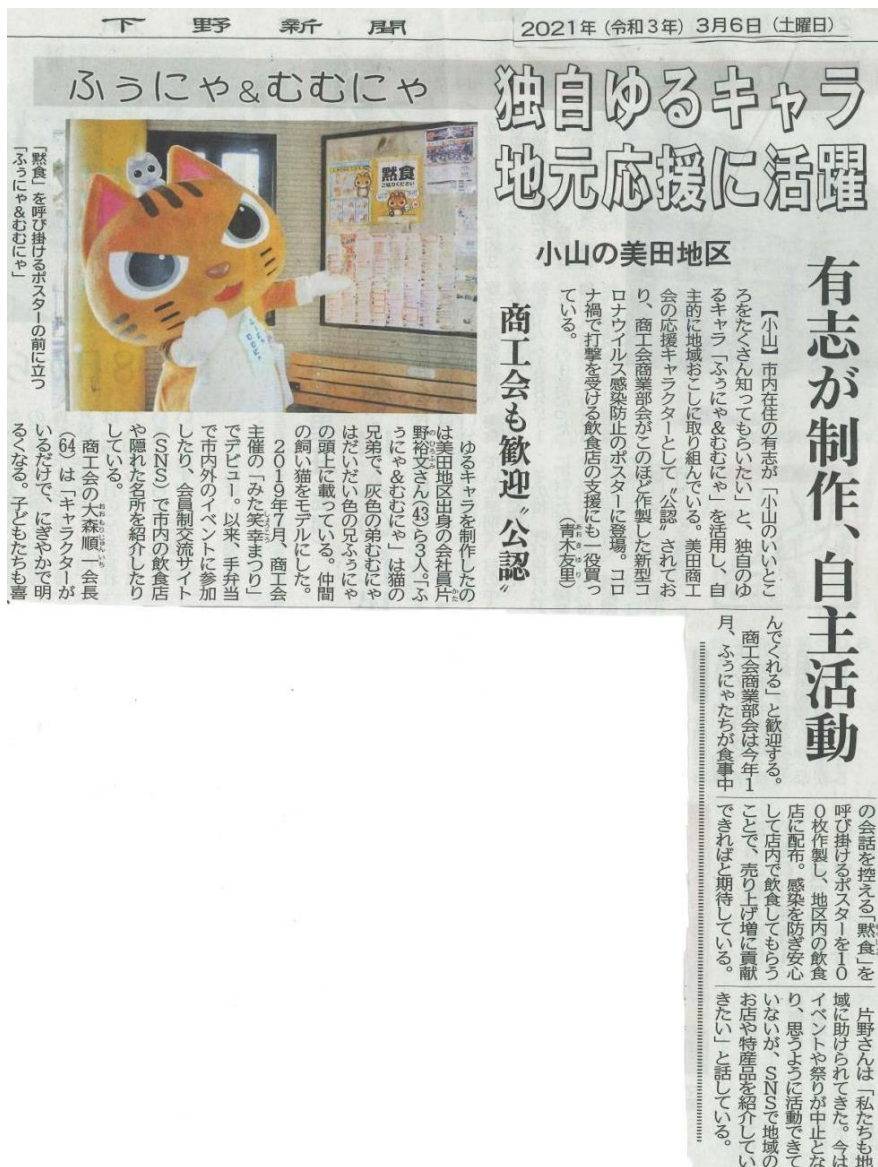 下野新聞
2021年（令和3年）3月6日（土曜日）
ふぅにゃ&むむにゃ
独自ゆるキャラ
地元応援に活躍
小山の美田地区
有志が制作、自主活動
商工会も歓迎〝公認〟
「黙食」を呼び掛けるポスターの前に立つ
「ふぅにゃ&むむにゃ」
黙食
【小山】市内在住の有志が「小山のいいとこ
ろをたくさん知ってもらいたい」と、独自のゆ
るキャラ「ふぅにゃ&むむにゃ」を活用し、自
主的に地域おこしに取り組んでいる。美田商工
会の応援キャラクターとして〝公認〟されてお
り、商工会商業部会がこのほど作製した新型コ
ロナウイルス感染防止のポスターに登場。コロ
ナ禍で打撃を受ける飲食店の支援にも一役買っ
ている。
（青木友里）
あおきゆり
ゆるキャラを制作したの
は美田地区出身の会社員片
野裕文さん(43)ら3人。「ふ
ぅにゃ&むむにゃ」は猫の
兄弟で、灰色の弟むむにゃ
はだいだい色の兄ふぅにゃ
の頭上に載っている。仲間
の飼い猫をモデルにした。
2019年7月、商工会
主催の「みた笑幸まつり」
でデビュー。以来、手弁当
で市内外のイベントに参加
したり、会員制交流サイト
（SNS）で市内の飲食店
や隠れた名所を紹介したり
している。
商工会の大森順一会長
おおもりじゅんいち
(64)は「キャラクターが
いるだけで、にぎやかで明
るくなる。子どもたちも喜
んでくれる」と歓迎する。
商工会商業部会は今年1
月、ふぅにゃたちが食事中
の会話を控える「黙食」を
呼び掛けるポスターを10
0枚作製し、地区内の飲食
店に配布。感染を防ぎ安心
して店内で飲食してもらう
ことで、売り上げ増に貢献
できればと期待している。
片野さんは「私たちも地
域に助けられてきた。今は
イベントや祭りが中止とな
り、思うように活動できて
いないが、SNSで地域の
お店や特産品を紹介してい
きたい」と話している。